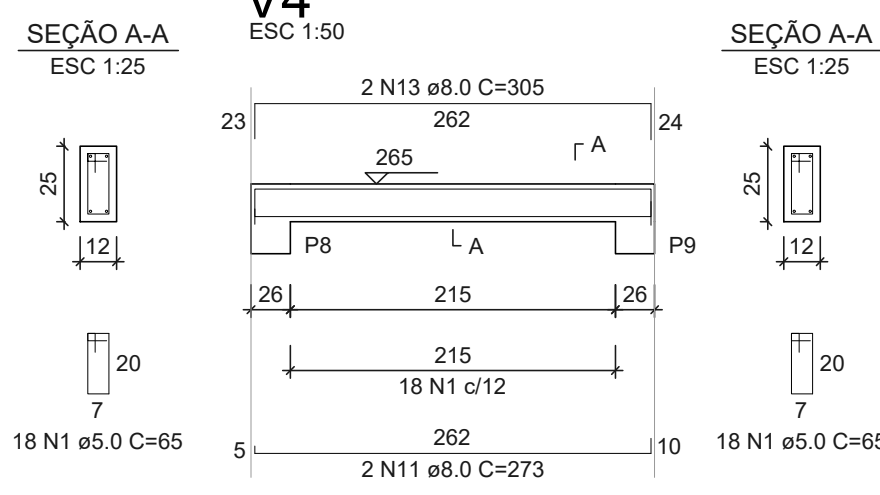 V4
ESC 1:50
SEÇÃO A-A
ESC 1:25
25
12
20
7
18 N1 ø5.0 C=65
2 N13 ø8.0 C=305
23
262
24
A
265
P8
A
P9
26
215
26
215
18 N1 c/12
5
262
10
2 N11 ø8.0 C=273
SEÇÃO A-A
ESC 1:25
25
12
20
7
18 N1 ø5.0 C=65